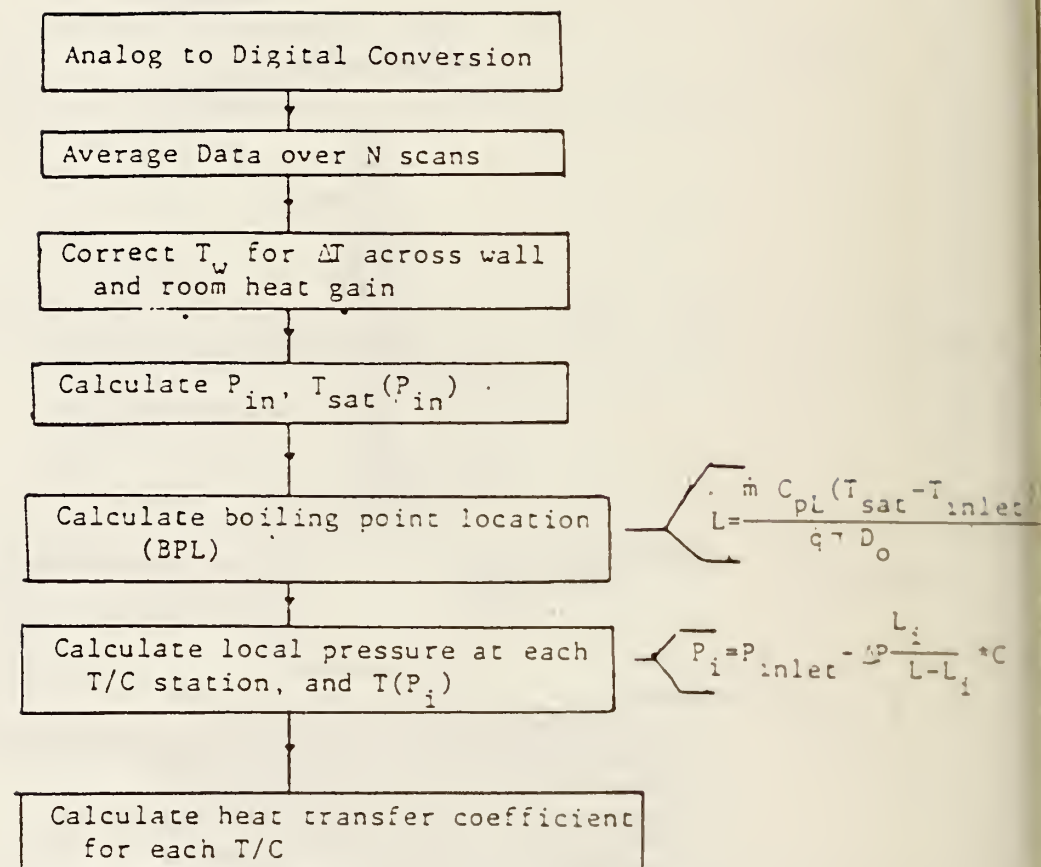 Analog to Digital Conversion
Average Data over N scans
Correct T_w for ΔT across wall
and room heat gain
Calculate P_in, T_sat(P_in)
Calculate boiling point location
(BPL)
L= ṁ C_pL (T_sat-T_inlet)
q̇ π D_o
Calculate local pressure at each
T/C station, and T(P_i)
P_i=P_inlet - ΔP L_i / L-L_i *C
Calculate heat transfer coefficient
for each T/C